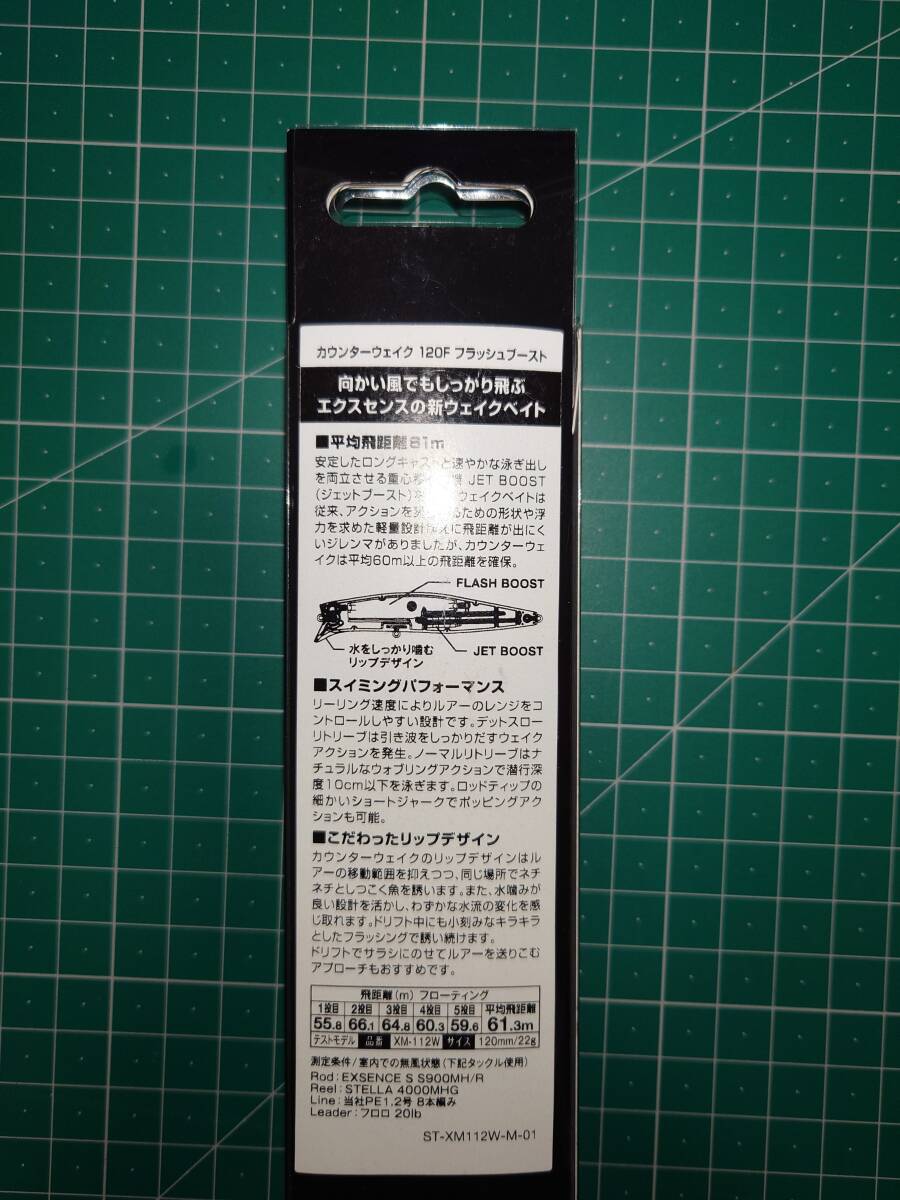 カウンターウェイク 120F フラッシュブースト
向かい風でもしっかり飛ぶ
エクスセンスの新ウェイクベイト
■平均飛距離61m
安定したロングキャストと速やかな泳ぎ出し
を両立させる重心移 JET BOOST
(ジェットブースト)を ウェイクベイトは
従来、アクションを るための形状や浮
力を求めた軽量設計 に飛距離が出にく
いジレンマがありましたが、カウンターウェ
イクは平均60m以上の飛距離を確保。
FLASH BOOST
水をしっかり噛む JET BOOST
リップデザイン
■スイミングパフォーマンス
リーリング速度によりルアーのレンジをコ
ントロールしやすい設計です。デットスロー
リトリーブは引き波をしっかりだすウェイク
アクションを発生。ノーマルリトリーブはナ
チュラルなウォブリングアクションで潜行深
度10cm以下を泳ぎます。ロッドティップの
細かいショートジャークでポッピングアク
ションも可能。
■こだわったリップデザイン
カウンターウェイクのリップデザインはル
アーの移動範囲を抑えつつ、同じ場所でネチ
ネチとしつこく魚を誘います。また、水噛みが
良い設計を活かし、わずかな水流の変化を感
じ取れます。ドリフト中にも小刻みなキラキラ
としたフラッシングで誘い続けます。
ドリフトでサラシにのせてルアーを送りこむ
アプローチもおすすめです。
飛距離(m) フローティング
1投目 2投目 3投目 4投目 5投目 平均飛距離
55.8 66.1 64.8 60.3 59.6 61.3m
テストモデル 品番 XM-112W サイズ 120mm/22g
測定条件/室内での無風状態(下記タックル使用)
Rod:EXSENCE S S900MH/R
Reel:STELLA 4000MHG
Line:当社PE1.2号 8本編み
Leader:フロロ 20lb
ST-XM112W-M-01